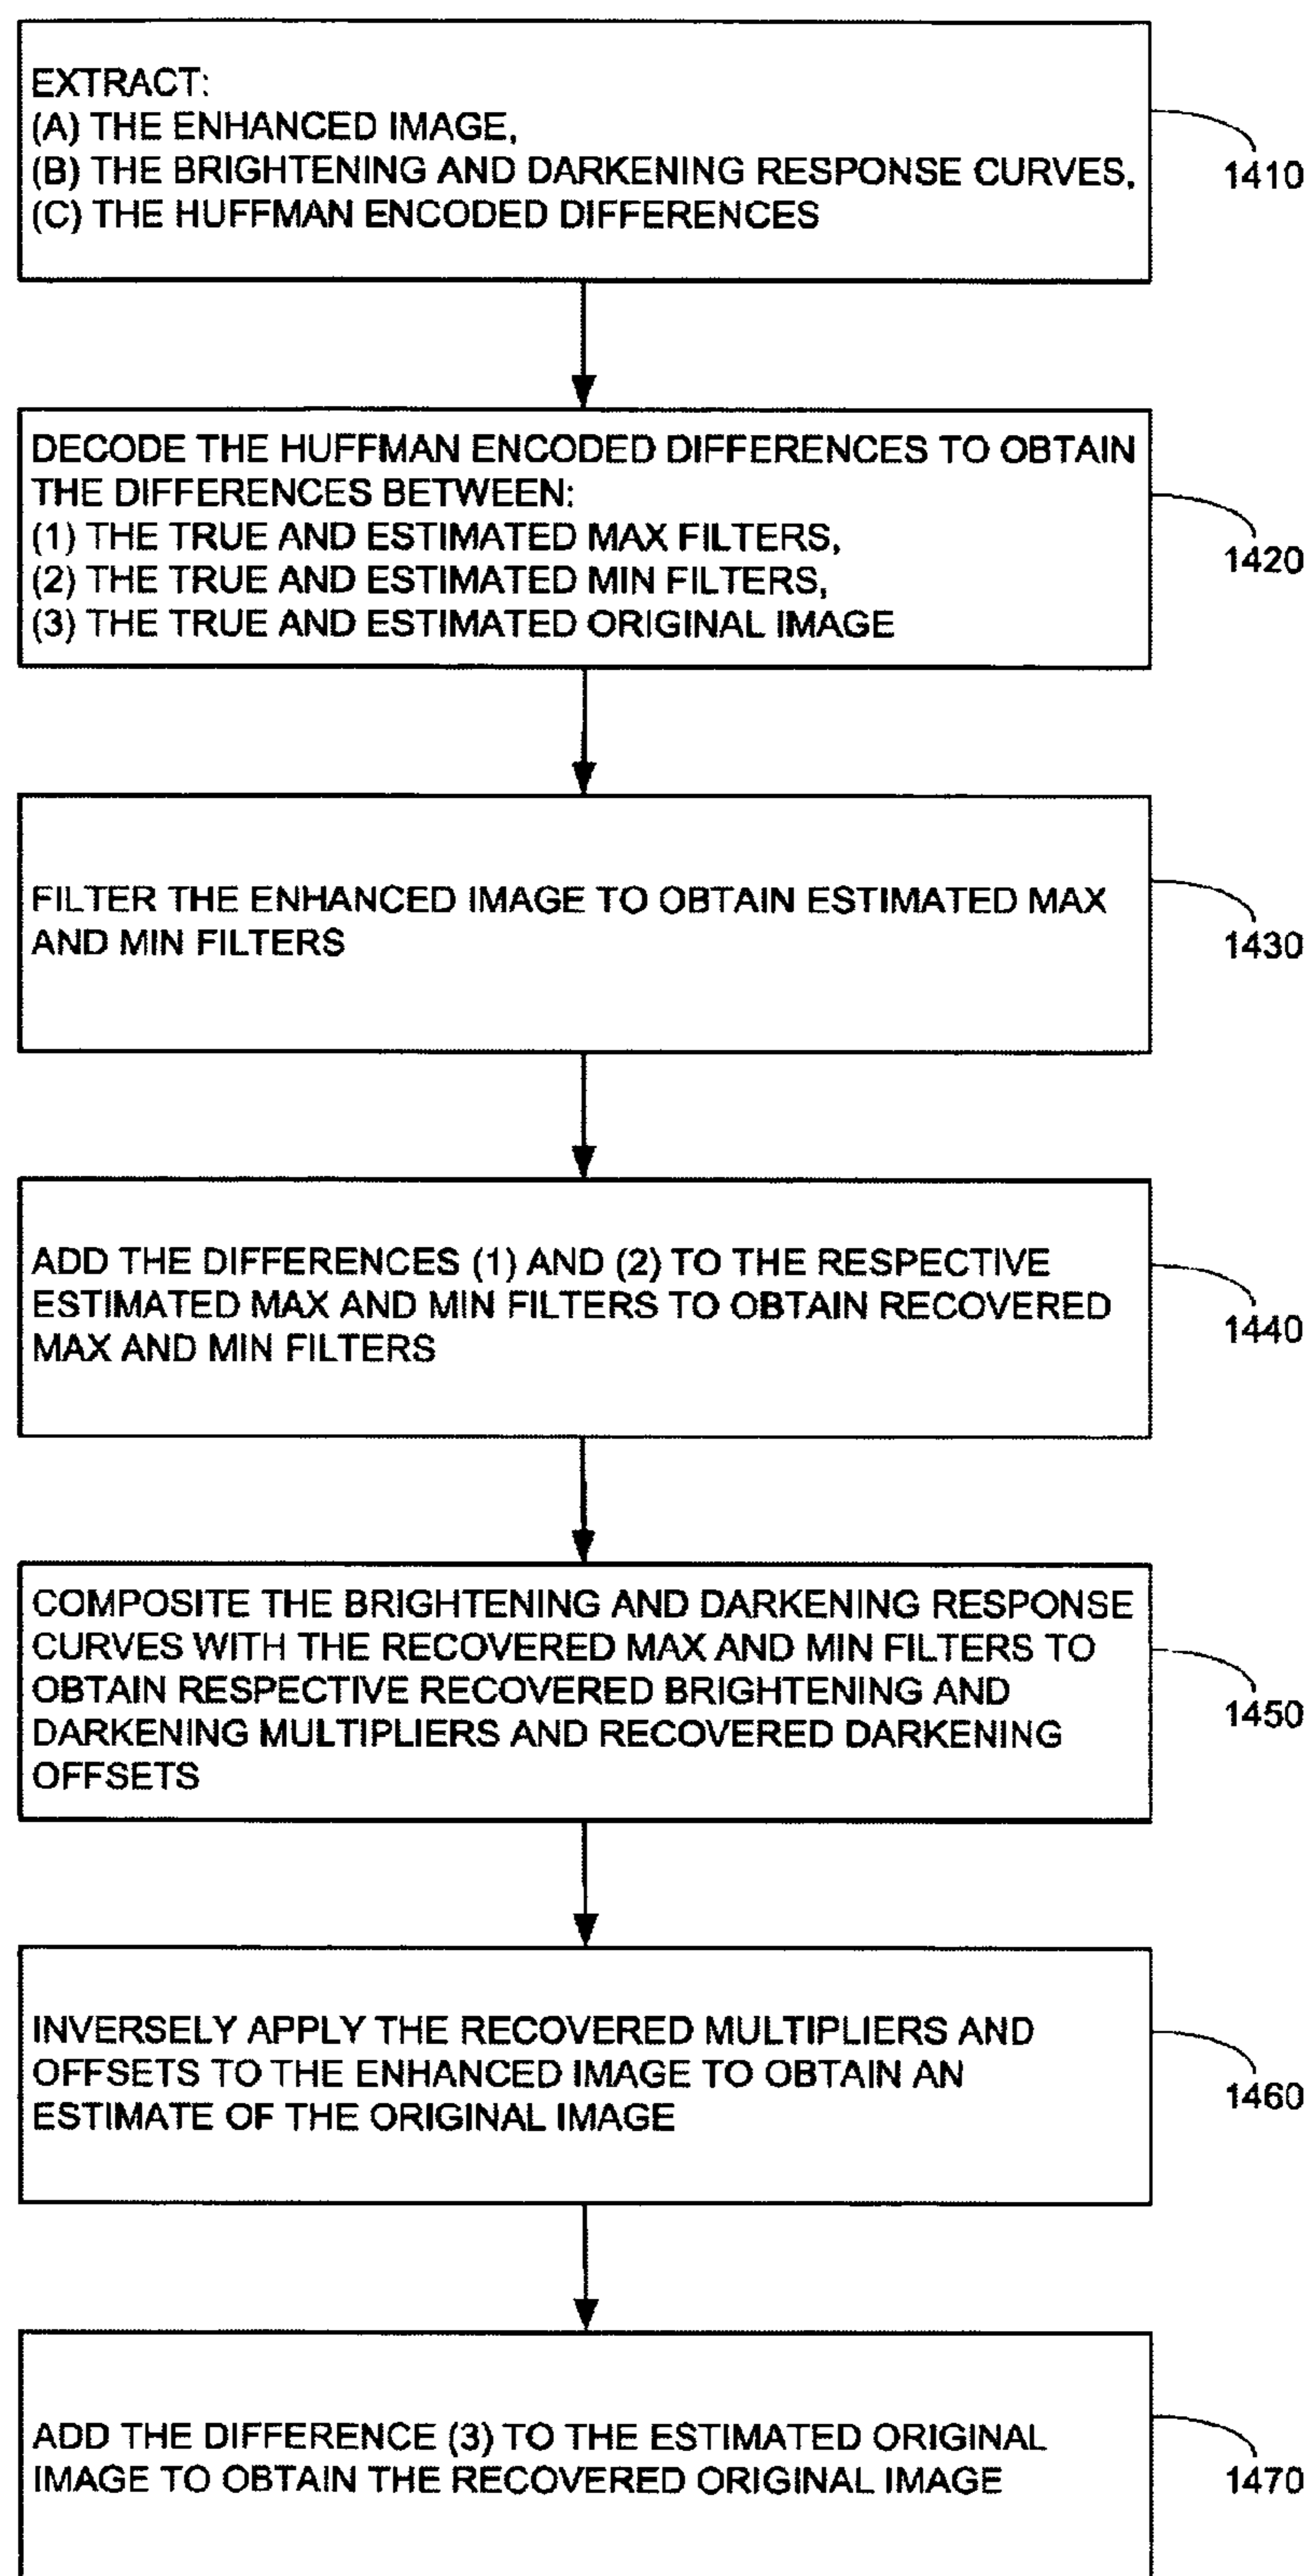 EXTRACT:
(A) THE ENHANCED IMAGE,
(B) THE BRIGHTENING AND DARKENING RESPONSE CURVES,
(C) THE HUFFMAN ENCODED DIFFERENCES
1410
DECODE THE HUFFMAN ENCODED DIFFERENCES TO OBTAIN
THE DIFFERENCES BETWEEN:
(1) THE TRUE AND ESTIMATED MAX FILTERS,
(2) THE TRUE AND ESTIMATED MIN FILTERS,
(3) THE TRUE AND ESTIMATED ORIGINAL IMAGE
1420
FILTER THE ENHANCED IMAGE TO OBTAIN ESTIMATED MAX
AND MIN FILTERS
1430
ADD THE DIFFERENCES (1) AND (2) TO THE RESPECTIVE
ESTIMATED MAX AND MIN FILTERS TO OBTAIN RECOVERED
MAX AND MIN FILTERS
1440
COMPOSITE THE BRIGHTENING AND DARKENING RESPONSE
CURVES WITH THE RECOVERED MAX AND MIN FILTERS TO
OBTAIN RESPECTIVE RECOVERED BRIGHTENING AND
DARKENING MULTIPLIERS AND RECOVERED DARKENING
OFFSETS
1450
INVERSELY APPLY THE RECOVERED MULTIPLIERS AND
OFFSETS TO THE ENHANCED IMAGE TO OBTAIN AN
ESTIMATE OF THE ORIGINAL IMAGE
1460
ADD THE DIFFERENCE (3) TO THE ESTIMATED ORIGINAL
IMAGE TO OBTAIN THE RECOVERED ORIGINAL IMAGE
1470